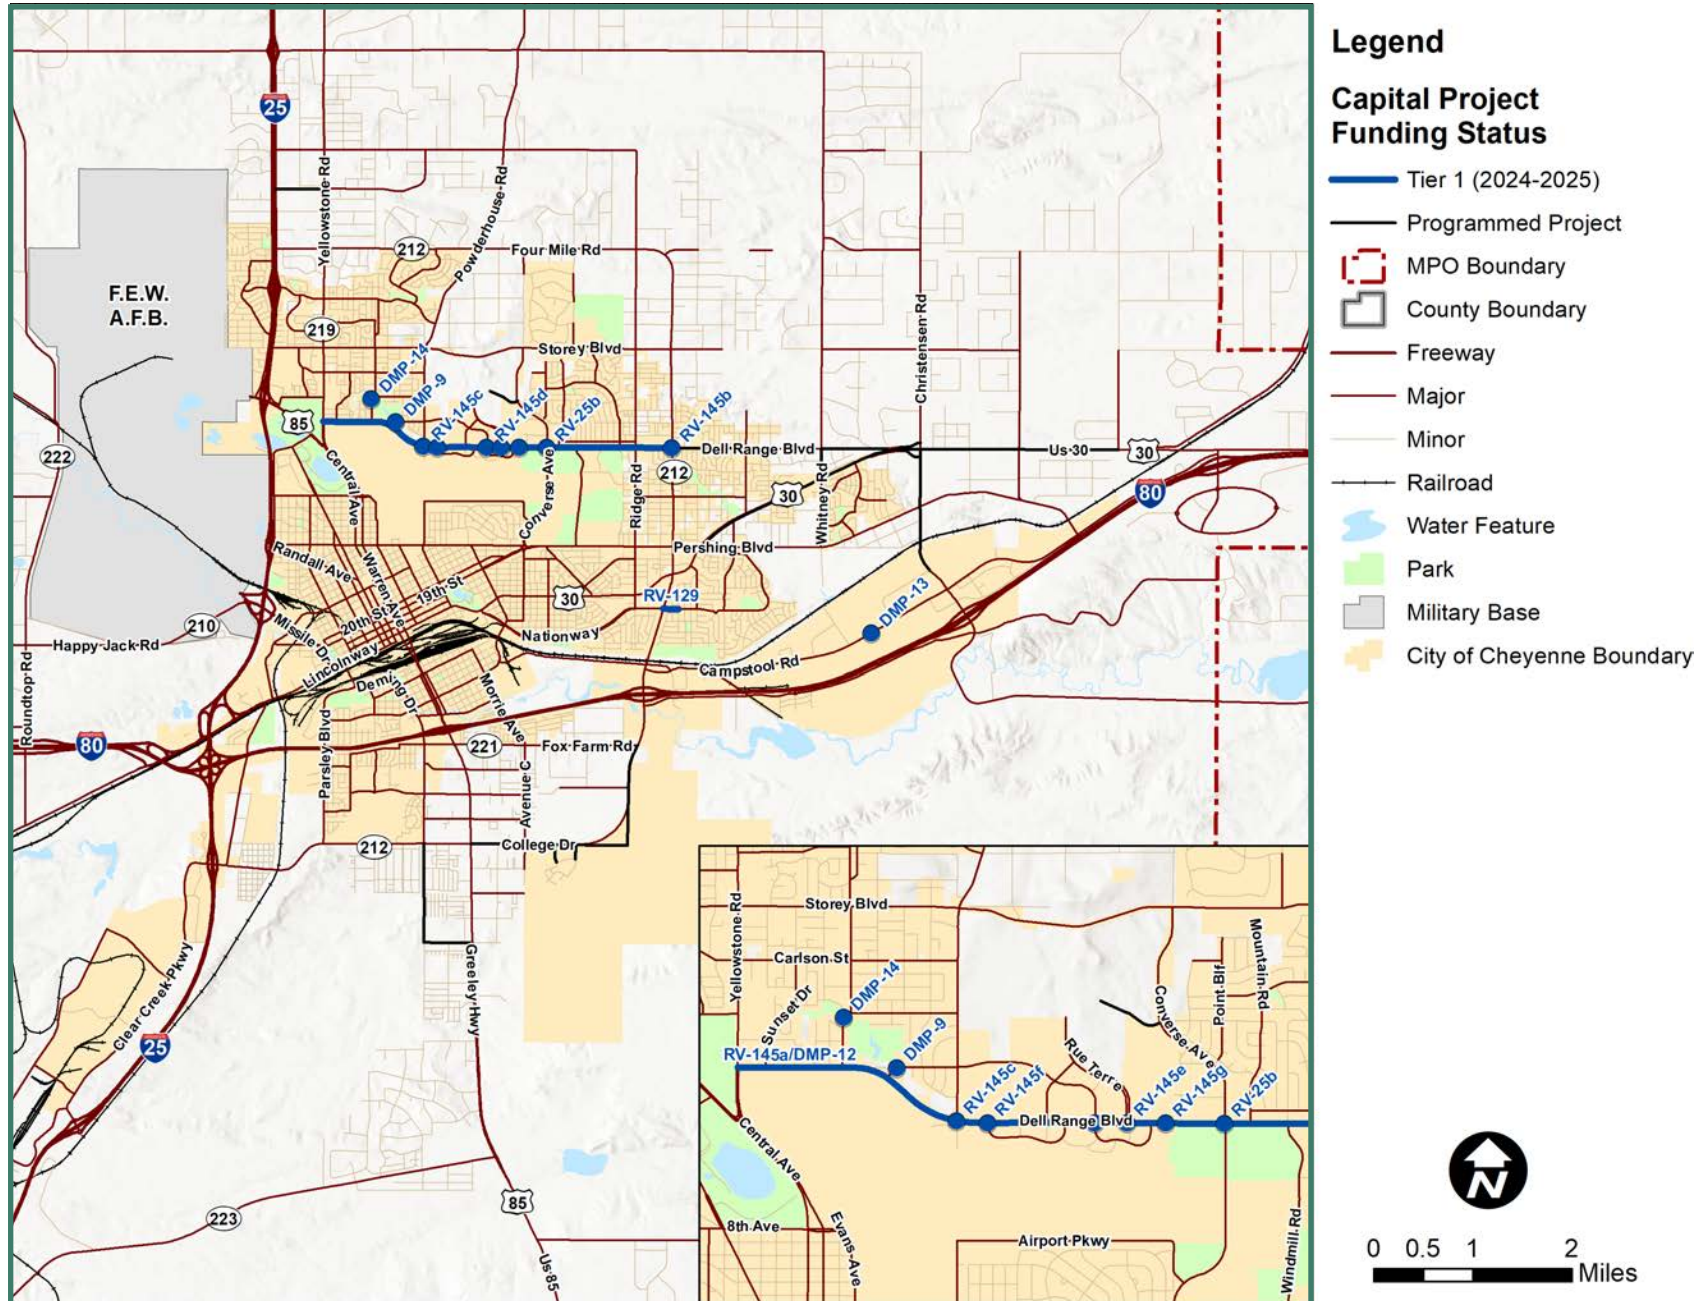 25
Yellowstone Rd
Powderhouse Rd
212
Four Mile Rd
F.E.W.
A.F.B.
219
Christensen Rd
Storey Blvd
DMP-14
DMP-9
RV-145c
RV-145d
RV-25b
RV-145b
85
Dell Range Blvd
Us 30
30
222
Central Ave
Converse Ave
Ridge Rd
212
30
Whitney Rd
80
Randall Ave
Warren Ave
Pershing Blvd
19th St
20th St
30
RV-129
DMP-13
210
Missile Dr
Nationway
Happy Jack Rd
Lincolnway
Campstool Rd
Deming Dr
Morrie Ave
Roundtop Rd
Parsley Blvd
80
221
Fox Farm Rd
Avenue C
212
College Dr
Greeley Hwy
Clear Creek Pkwy
25
223
85
Us 85
Yellowstone Rd
Storey Blvd
Mountain Rd
Carlson St
DMP-14
Point Blf
Sunset Dr
Converse Ave
DMP-9
RV-145a/DMP-12
Rue Terre
RV-145c
RV-145f
RV-145e
RV-145g
RV-25b
Dell Range Blvd
Central Ave
8th Ave
Evans Ave
Airport Pkwy
Windmill Rd
Legend
Capital Project
Funding Status
Tier 1 (2024-2025)
Programmed Project
MPO Boundary
County Boundary
Freeway
Major
Minor
Railroad
Water Feature
Park
Military Base
City of Cheyenne Boundary
N
0 0.5 1 2
Miles